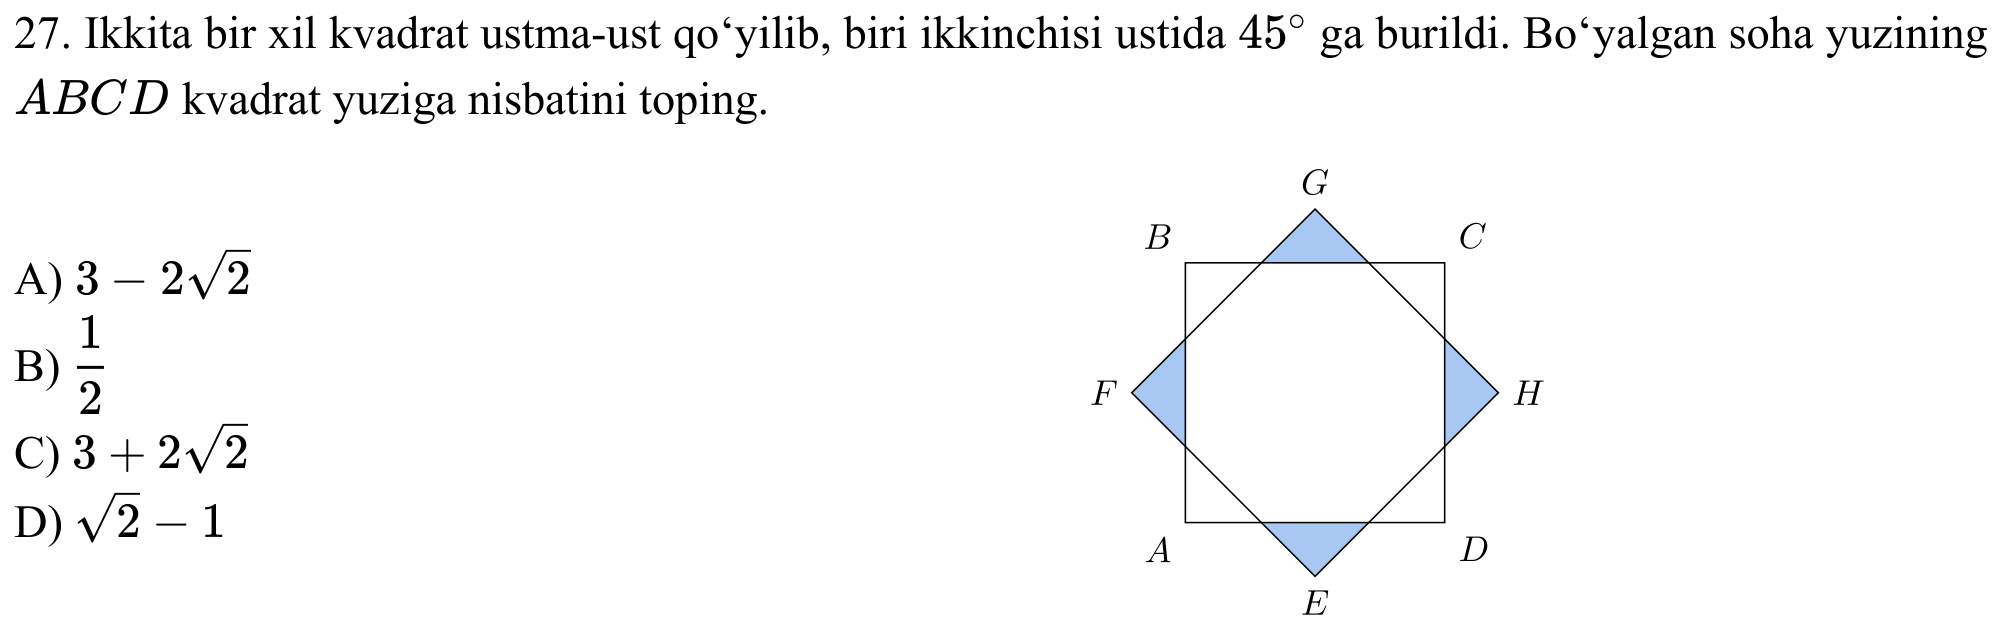 27. Ikkita bir xil kvadrat ustma-ust qo‘yilib, biri ikkinchisi ustida 45° ga burildi. Bo‘yalgan soha yuzining
ABCD kvadrat yuziga nisbatini toping.
G
B C
A) 3 − 2√2
B) 1/2
F H
C) 3 + 2√2
D) √2 − 1
A D
E